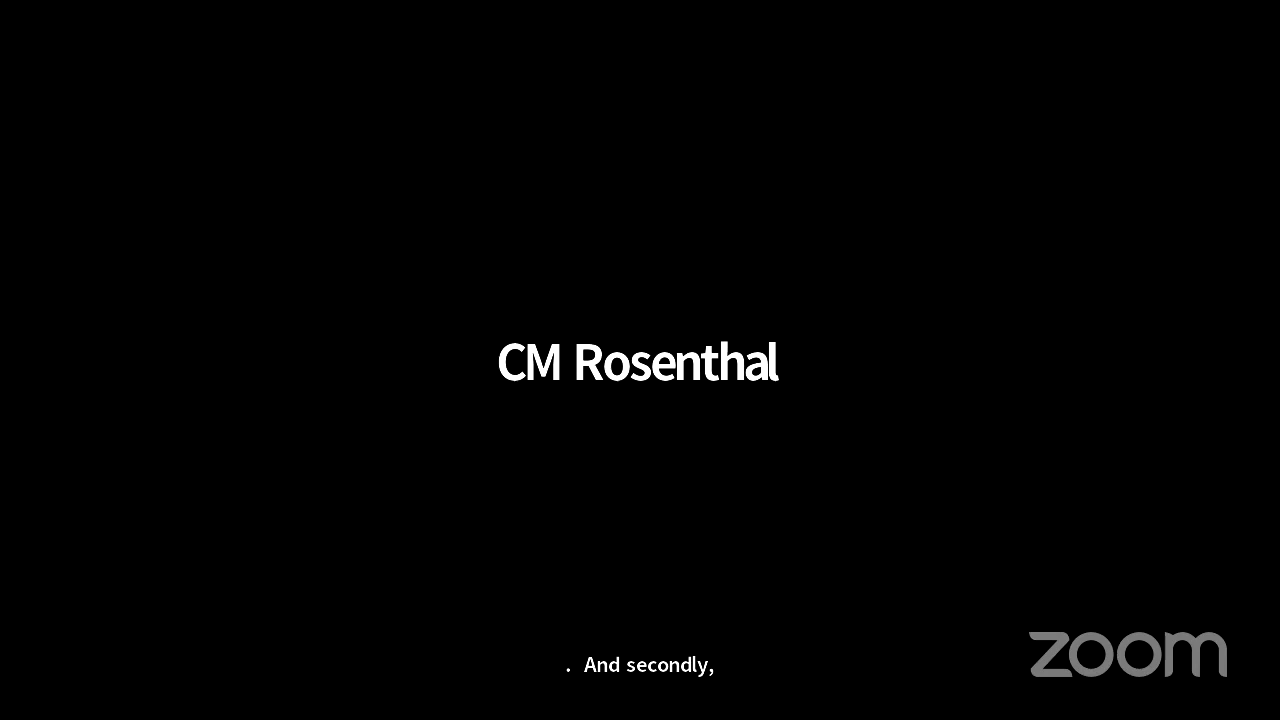 CM Rosenthal
. And secondly,
zoom